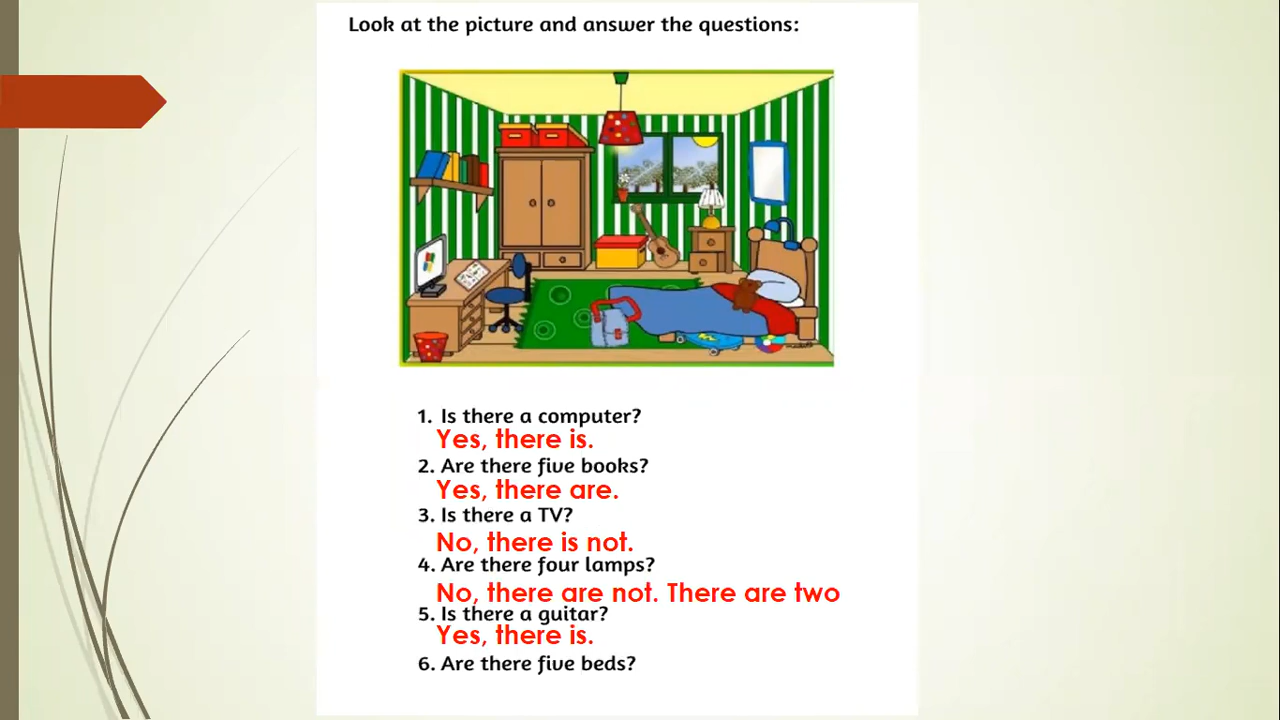 Look at the picture and answer the questions:
1. Is there a computer?
Yes, there is.
2. Are there five books?
Yes, there are.
3. Is there a TV?
No, there is not.
4. Are there four lamps?
No, there are not. There are two
5. Is there a guitar?
Yes, there is.
6. Are there five beds?